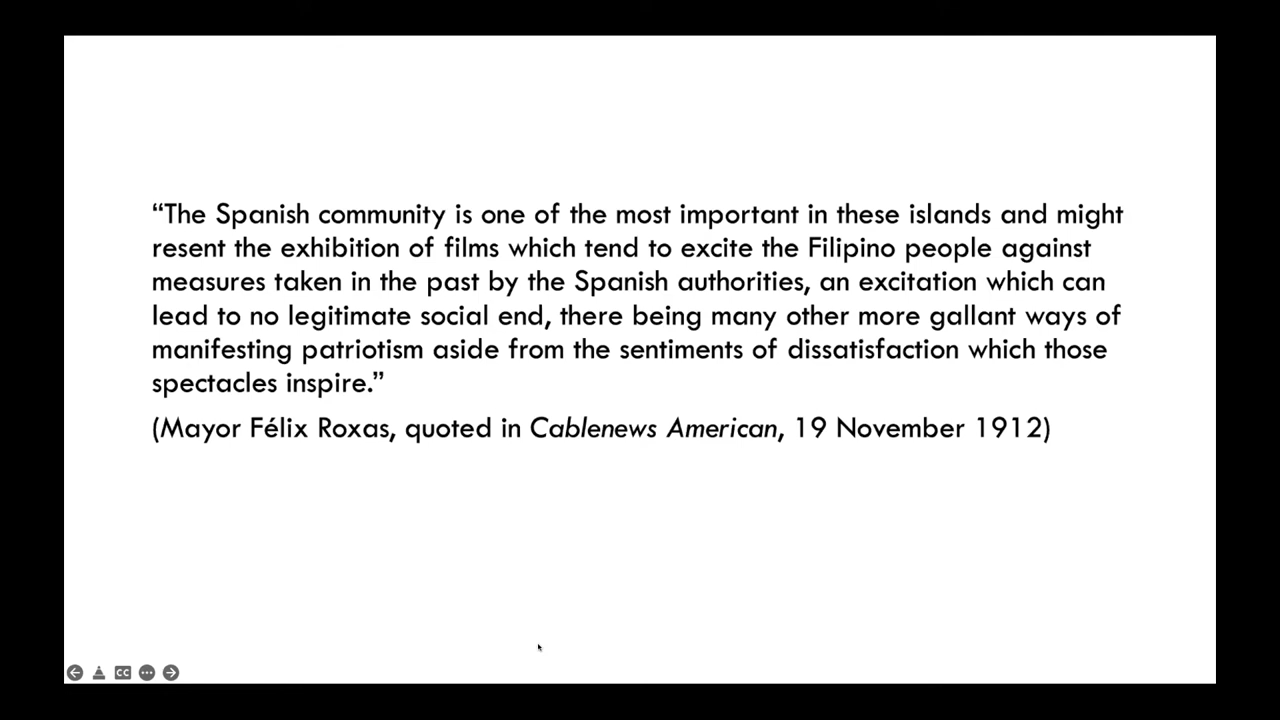 “The Spanish community is one of the most important in these islands and might
resent the exhibition of films which tend to excite the Filipino people against
measures taken in the past by the Spanish authorities, an excitation which can
lead to no legitimate social end, there being many other more gallant ways of
manifesting patriotism aside from the sentiments of dissatisfaction which those
spectacles inspire.”
(Mayor Félix Roxas, quoted in Cablenews American, 19 November 1912)
CC